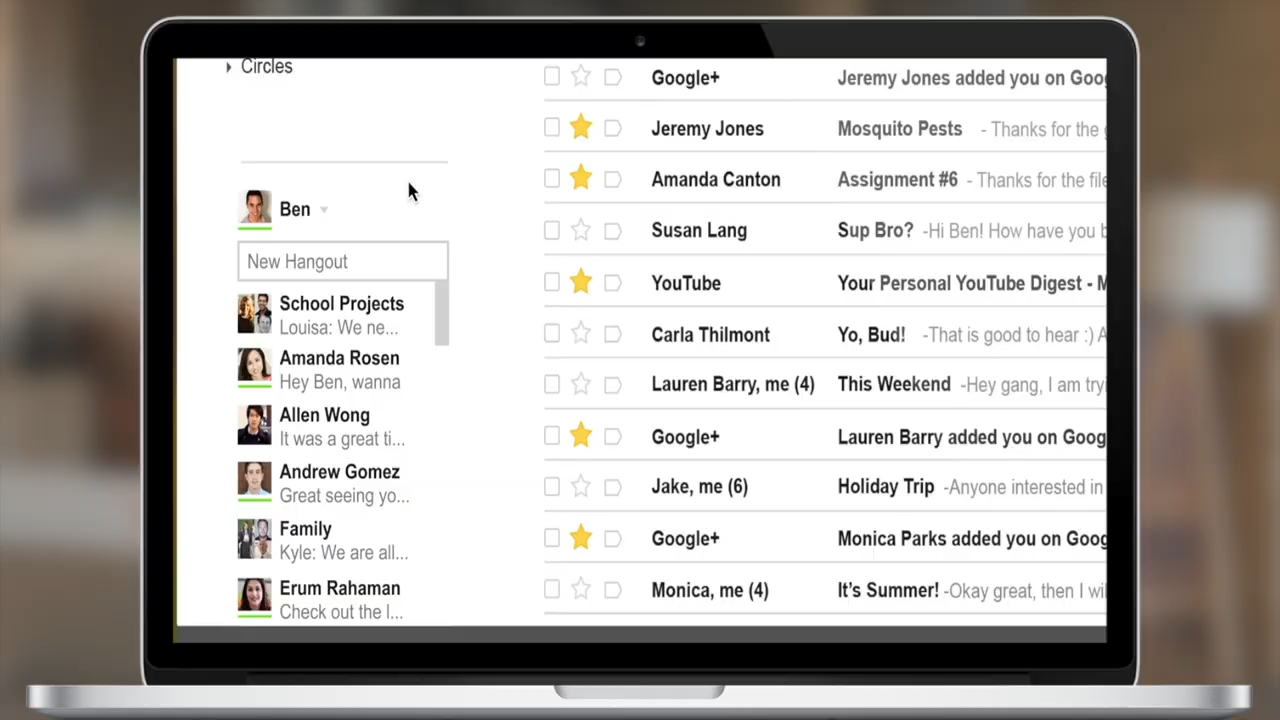 Circles
Ben
New Hangout
School Projects
Louisa: We ne...
Amanda Rosen
Hey Ben, wanna
Allen Wong
It was a great ti...
Andrew Gomez
Great seeing yo...
Family
Kyle: We are all...
Erum Rahaman
Check out the l...
Google+ Jeremy Jones added you on Goog
Jeremy Jones Mosquito Pests - Thanks for the
Amanda Canton Assignment #6 - Thanks for the file
Susan Lang Sup Bro? -Hi Ben! How have you b
YouTube Your Personal YouTube Digest - M
Carla Thilmont Yo, Bud! -That is good to hear :) A
Lauren Barry, me (4) This Weekend -Hey gang, I am tryi
Google+ Lauren Barry added you on Goog
Jake, me (6) Holiday Trip -Anyone interested in
Google+ Monica Parks added you on Goog
Monica, me (4) It's Summer! -Okay great, then I wil